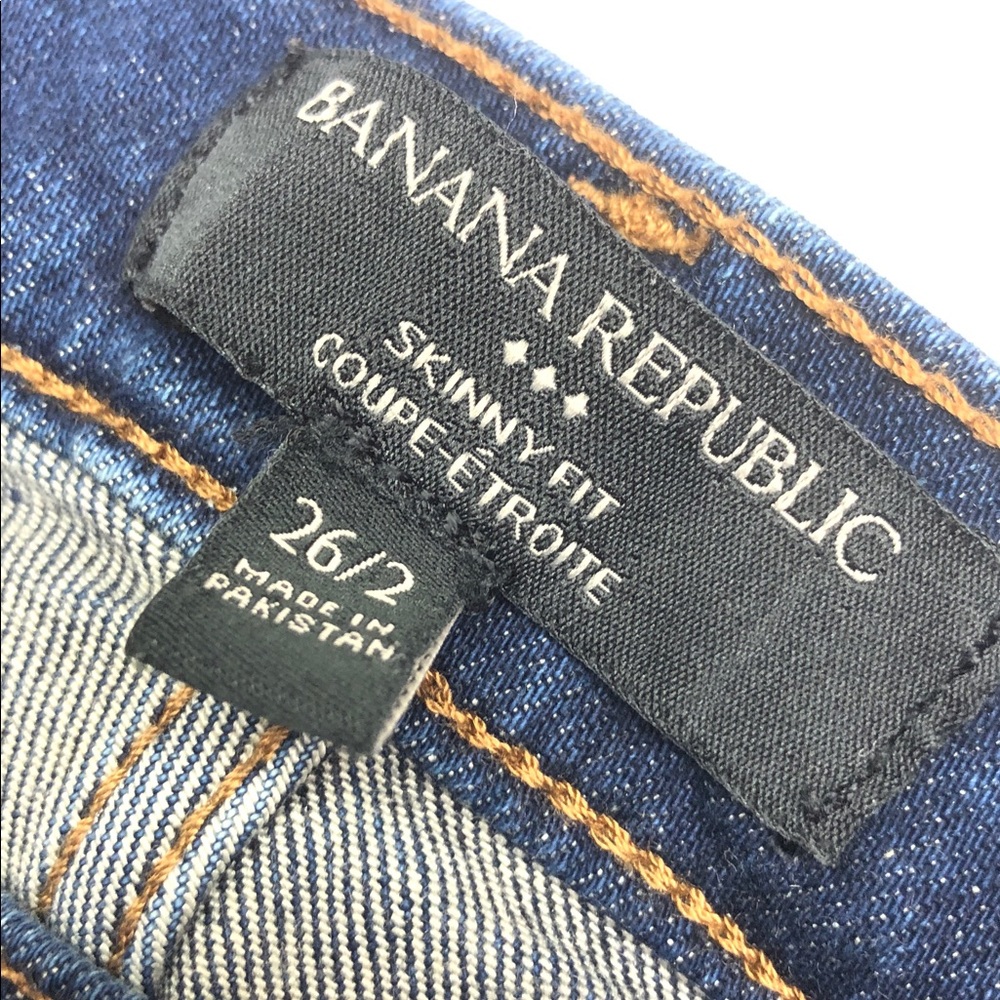 BANANA REPUBLIC
SKINNY FIT
COUPE-ÉTROITE
26/2
MADE IN
PAKISTAN